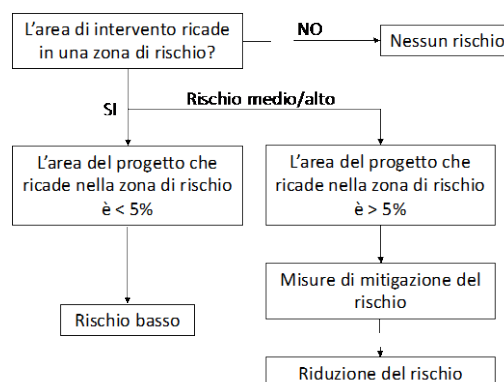 L'area di intervento ricade
in una zona di rischio?
NO
Nessun rischio
SI
Rischio medio/alto
L'area del progetto che
ricade nella zona di rischio
è < 5%
L'area del progetto che
ricade nella zona di rischio
è > 5%
Misure di mitigazione del
rischio
Rischio basso
Riduzione del rischio